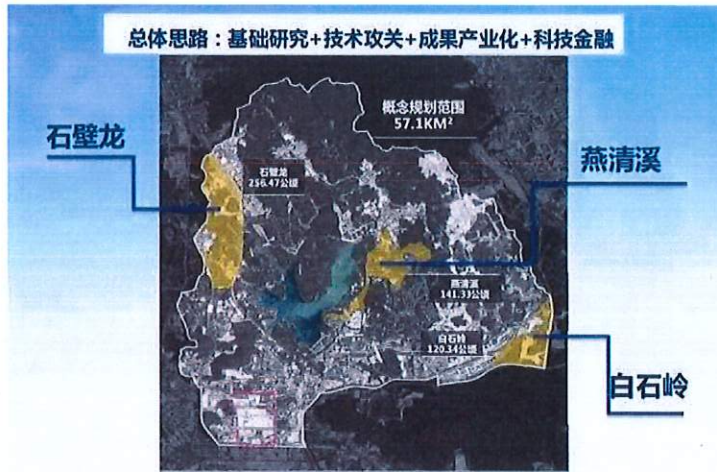 总体思路：基础研究+技术攻关+成果产业化+科技金融
概念规划范围
57.1KM²
石壁龙
燕清溪
石壁龙
256.47公顷
燕清溪
141.33公顷
白石岭
120.34公顷
白石岭